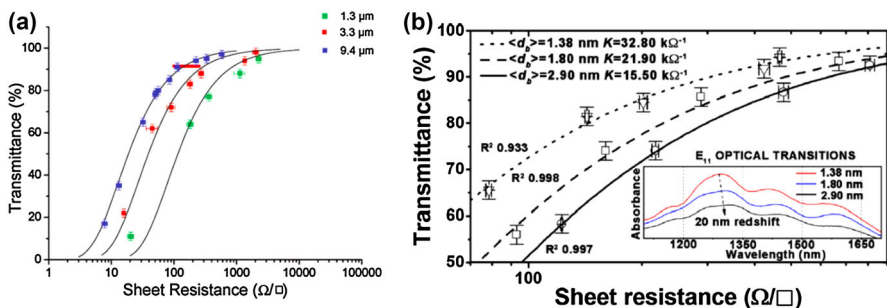 (a)
1.3 µm
3.3 µm
9.4 µm
Transmittance (%)
100
80
60
40
20
0
1 10 100 1000 10000 100000
Sheet Resistance (Ω/□)
(b)
<d_b>=1.38 nm K=32.80 kΩ⁻¹
<d_b>=1.80 nm K=21.90 kΩ⁻¹
<d_b>=2.90 nm K=15.50 kΩ⁻¹
Transmittance (%)
95
90
85
80
75
70
65
60
55
50
R² 0.933
R² 0.998
R² 0.997
E₁₁ OPTICAL TRANSITIONS
Absorbance
1.38 nm
1.80 nm
2.90 nm
20 nm redshift
1200 1350 1500 1650
Wavelength (nm)
100
Sheet resistance (Ω/□)